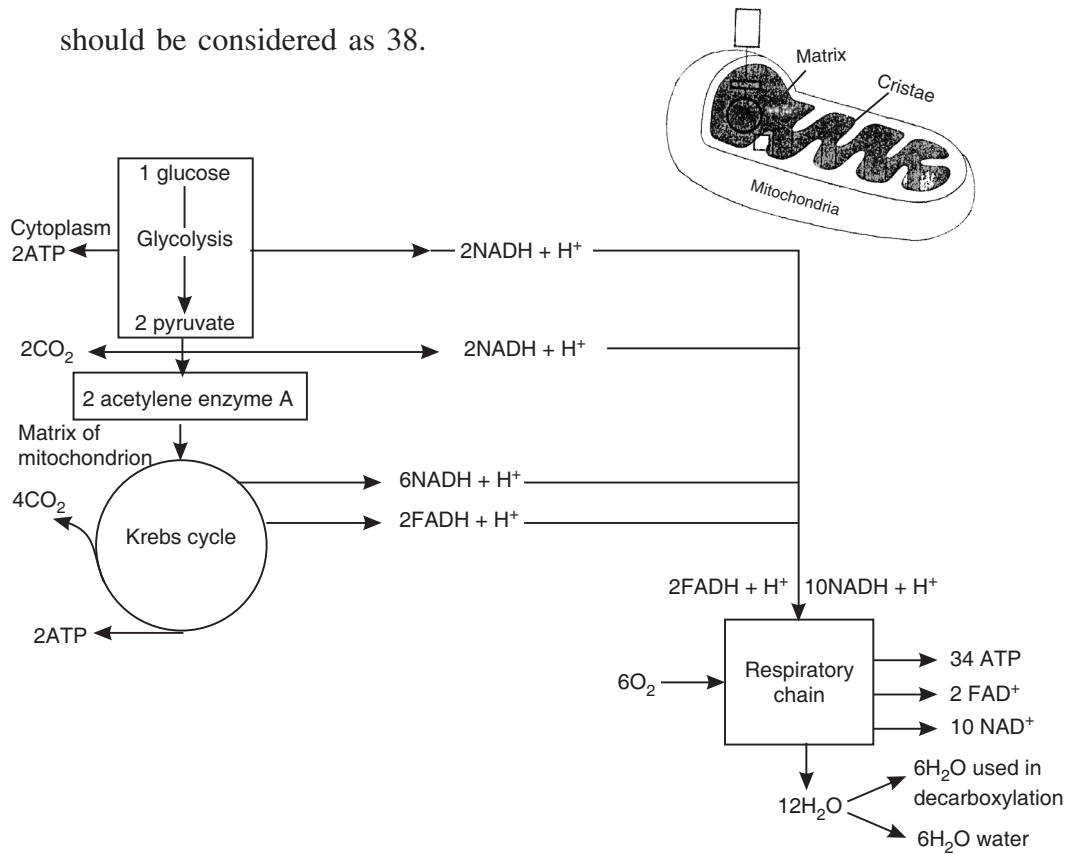 should be considered as 38.
Matrix
Cristae
Mitochondria
1 glucose
Cytoplasm
2ATP
Glycolysis
2NADH + H⁺
2 pyruvate
2CO₂
2NADH + H⁺
2 acetylene enzyme A
Matrix of
mitochondrion
6NADH + H⁺
4CO₂
2FADH + H⁺
Krebs cycle
2ATP
2FADH + H⁺ 10NADH + H⁺
6O₂
Respiratory
chain
34 ATP
2 FAD⁺
10 NAD⁺
12H₂O
6H₂O used in
decarboxylation
6H₂O water